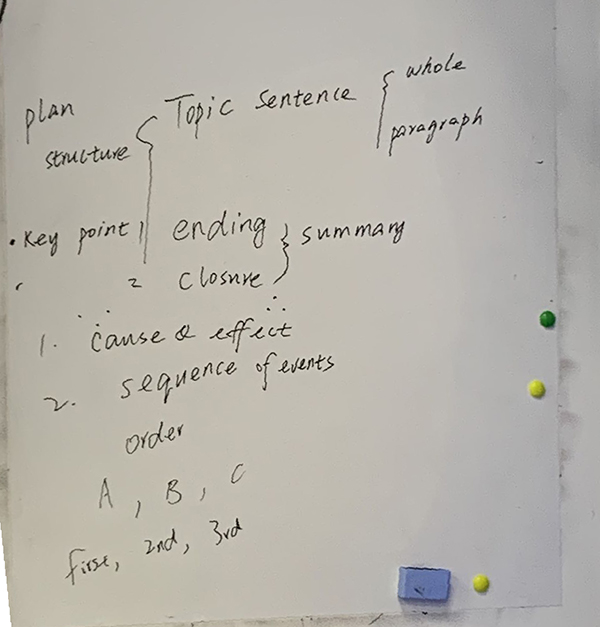 plan
structure { Topic Sentence { whole
paragraph
• Key point 1 ending } summary
2 closure
1. cause & effect
2. sequence of events
order
A, B, C
first, 2nd, 3rd